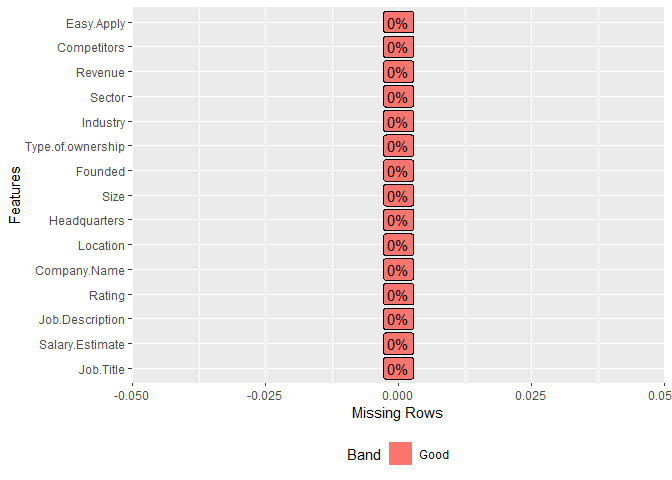 Easy.Apply 0%
Competitors 0%
Revenue 0%
Sector 0%
Industry 0%
Type.of.ownership 0%
Founded 0%
Size 0%
Headquarters 0%
Location 0%
Company.Name 0%
Rating 0%
Job.Description 0%
Salary.Estimate 0%
Job.Title 0%
Features
-0.050 -0.025 0.000 0.025 0.05
Missing Rows
Band Good